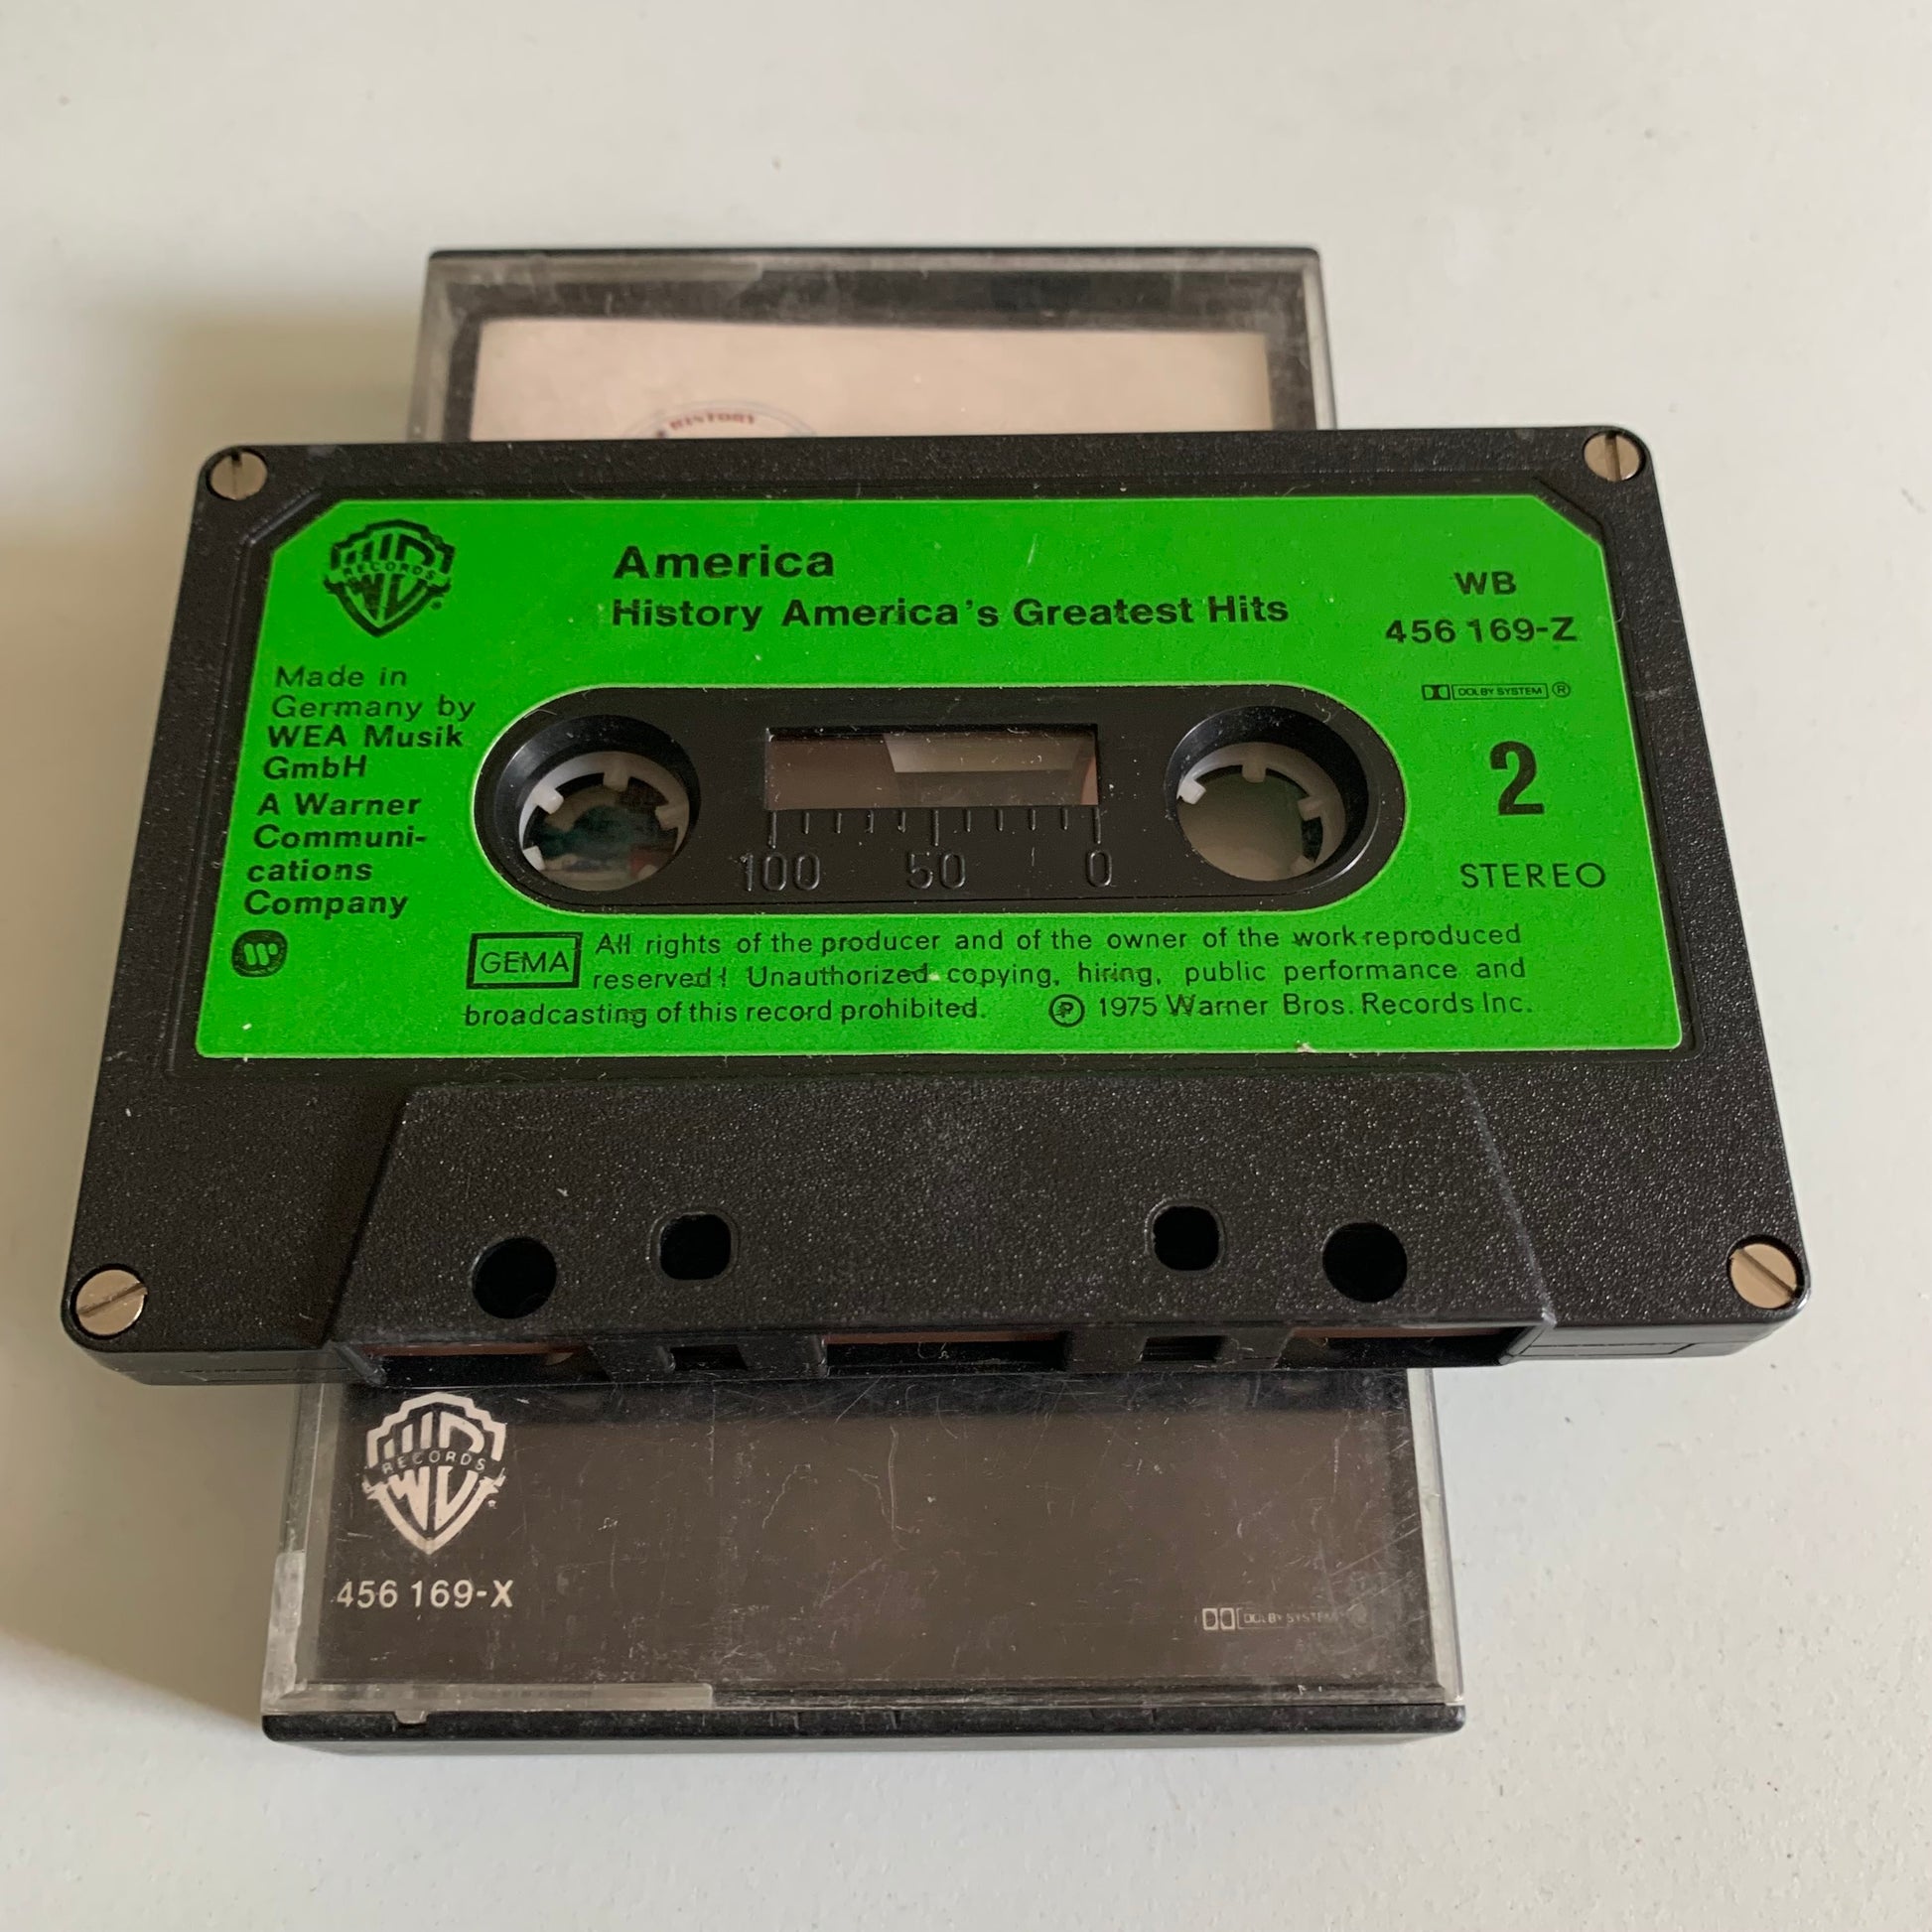 HISTORY
RECORDS
America
History America's Greatest Hits
WB
456 169-Z
DOLBY SYSTEM ®
Made in
Germany by
WEA Musik
GmbH
A Warner
Communi-
cations
Company
2
STEREO
100 50 0
GEMA
All rights of the producer and of the owner of the work reproduced
reserved! Unauthorized copying, hiring, public performance and
broadcasting of this record prohibited. ℗ 1975 Warner Bros. Records Inc.
RECORDS
456 169-X
DOLBY SYSTEM